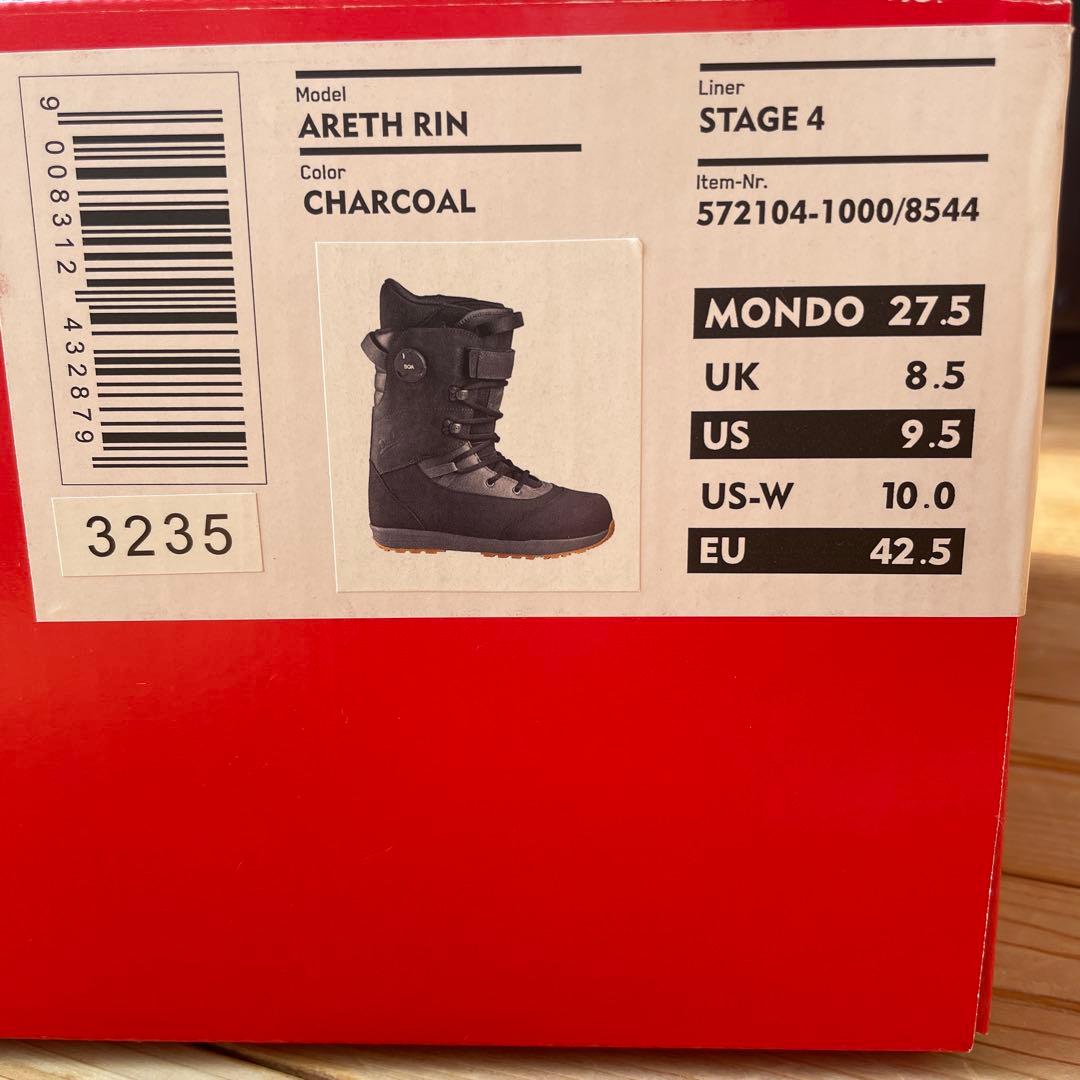 9 008312 432879
3235
Model
ARETH RIN
Color
CHARCOAL
BOA
Liner
STAGE 4
Item-Nr.
572104-1000/8544
MONDO 27.5
UK 8.5
US 9.5
US-W 10.0
EU 42.5